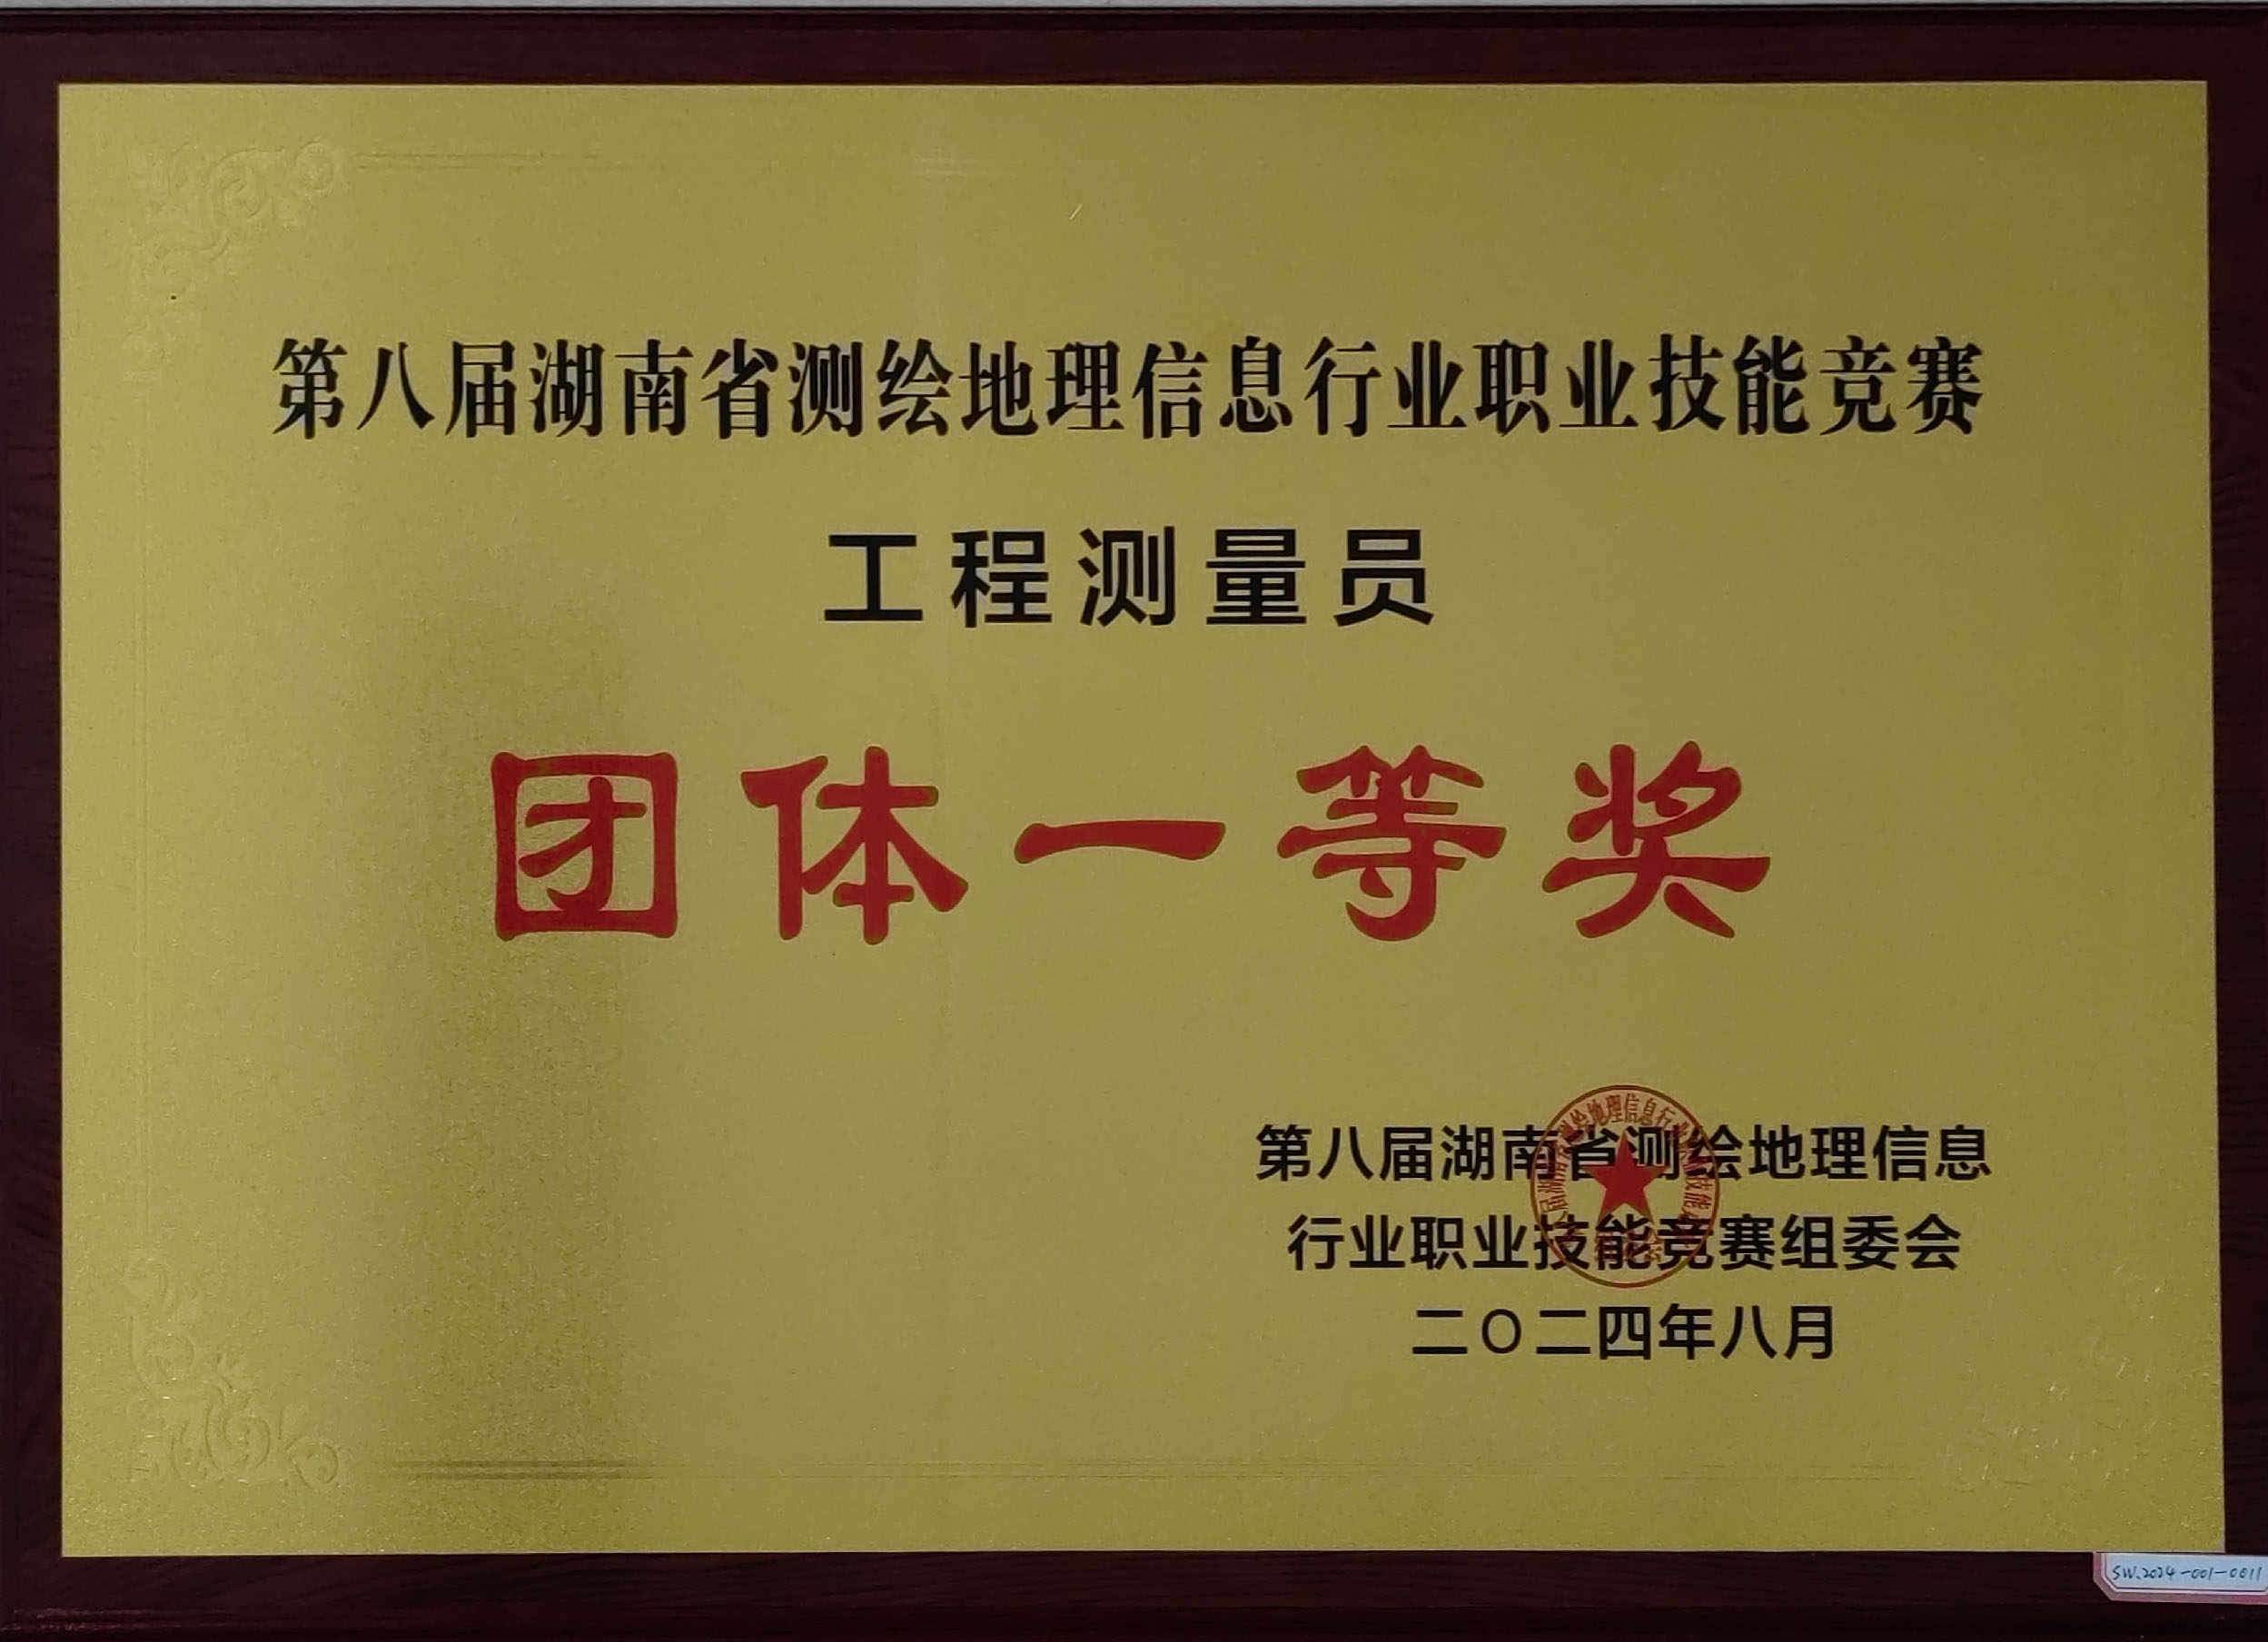 第八届湖南省测绘地理信息行业职业技能竞赛
工程测量员
团体一等奖
第八届湖南省测绘地理信息
行业职业技能竞赛组委会
二〇二四年八月
SW.2024-001-0011